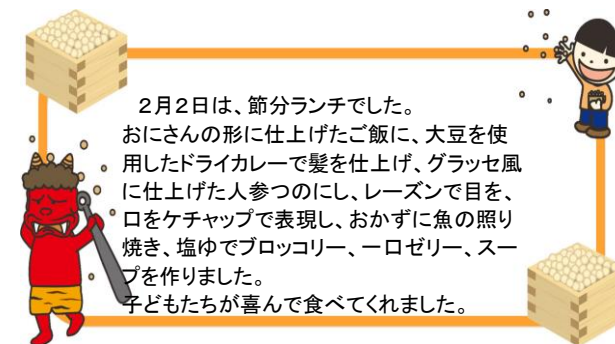 ２月２日は、節分ランチでした。
おにさんの形に仕上げたご飯に、大豆を使
用したドライカレーで髪を仕上げ、グラッセ風
に仕上げた人参つのにし、レーズンで目を、
口をケチャップで表現し、おかずに魚の照り
焼き、塩ゆでブロッコリー、一口ゼリー、スー
プを作りました。
子どもたちが喜んで食べてくれました。